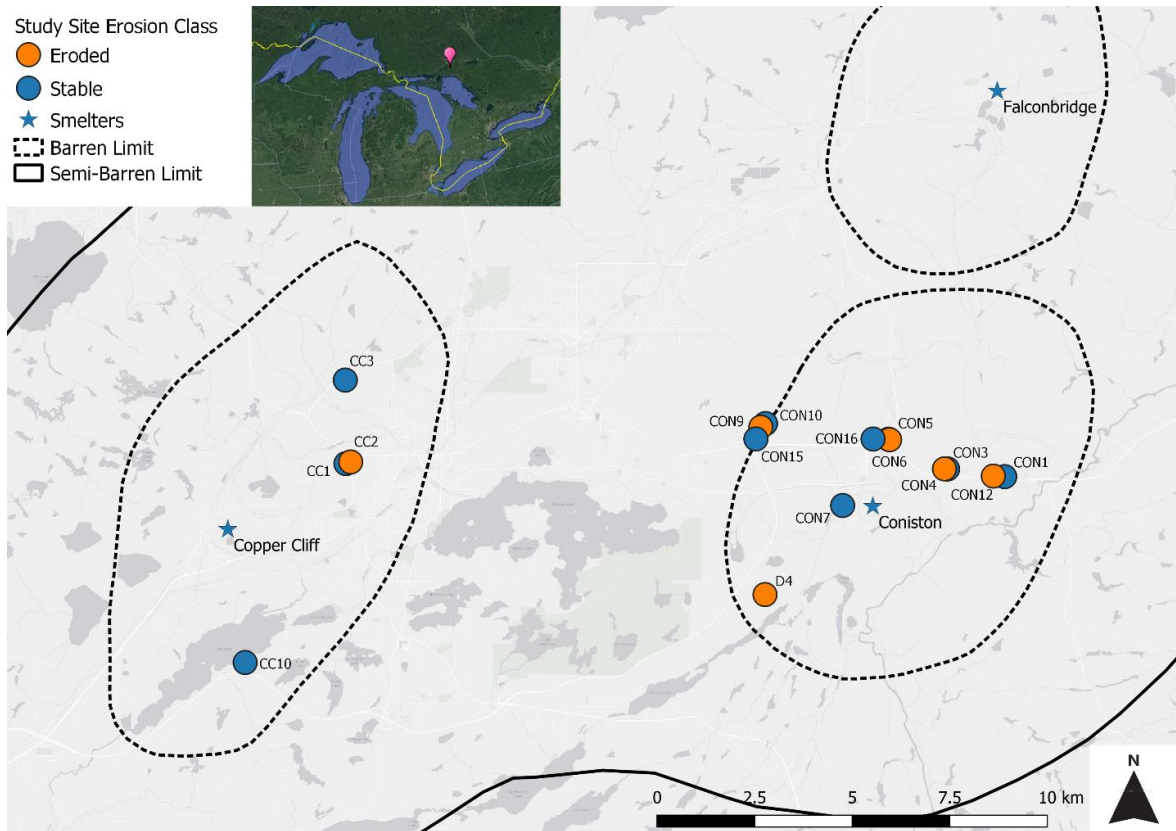 Study Site Erosion Class
Eroded
Stable
Smelters
Barren Limit
Semi-Barren Limit
Falconbridge
CC3
CC2
CC1
Copper Cliff
CC10
CON9
CON10
CON15
CON16
CON5
CON6
CON3
CON4
CON1
CON12
CON7
Coniston
D4
N
0 2.5 5 7.5 10 km